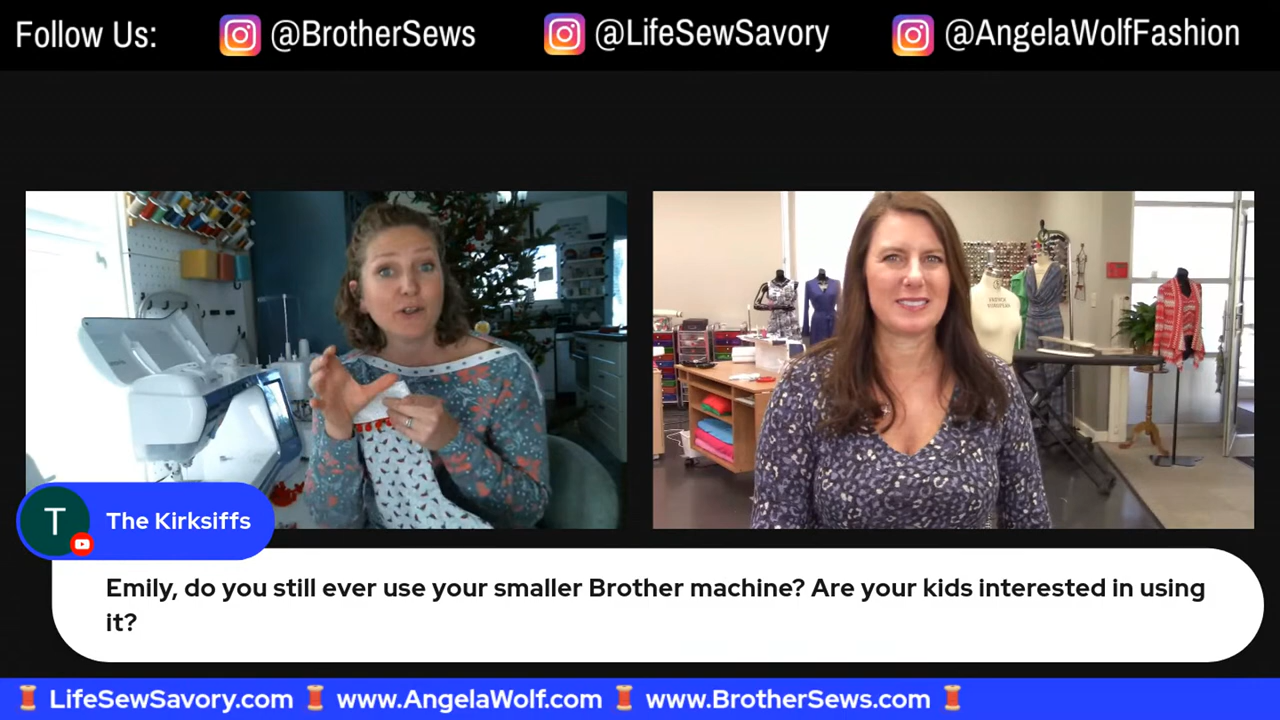 Follow Us: @BrotherSews @LifeSewSavory @AngelaWolfFashion
T The Kirksiffs
Emily, do you still ever use your smaller Brother machine? Are your kids interested in using
it?
LifeSewSavory.com www.AngelaWolf.com www.BrotherSews.com